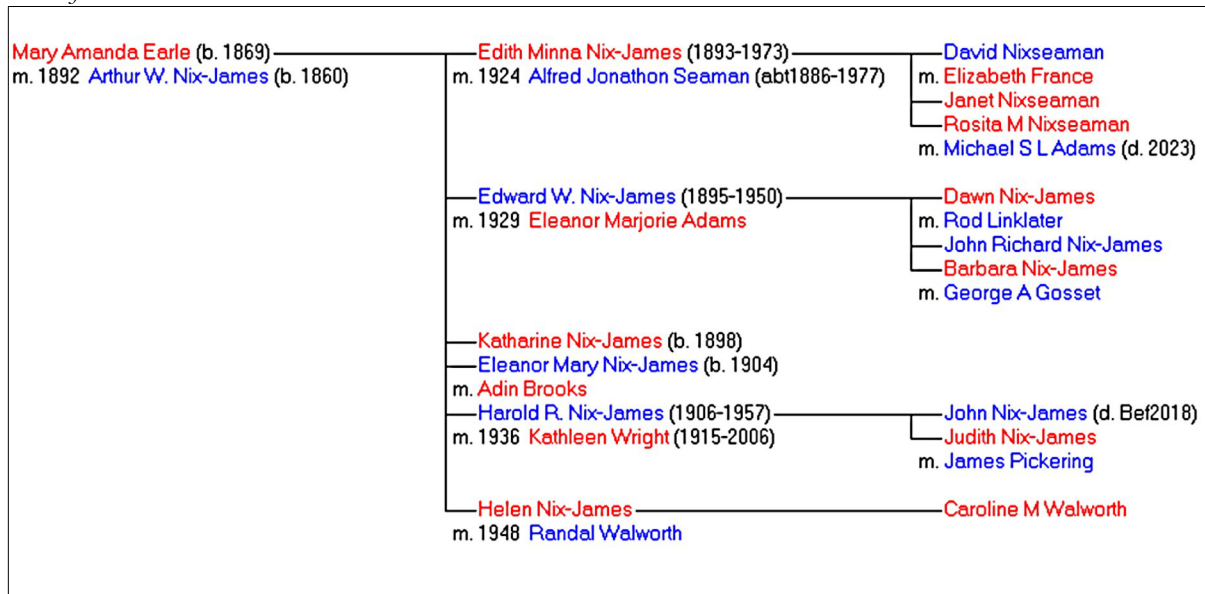 Mary Amanda Earle (b. 1869)
m. 1892 Arthur W. Nix-James (b. 1860)
Edith Minna Nix-James (1893-1973)
m. 1924 Alfred Jonathon Seaman (abt1886-1977)
David Nixseaman
m. Elizabeth France
Janet Nixseaman
Rosita M Nixseaman
m. Michael S L Adams (d. 2023)
Edward W. Nix-James (1895-1950)
m. 1929 Eleanor Marjorie Adams
Dawn Nix-James
m. Rod Linklater
John Richard Nix-James
Barbara Nix-James
m. George A Gosset
Katharine Nix-James (b. 1898)
Eleanor Mary Nix-James (b. 1904)
m. Adin Brooks
Harold R. Nix-James (1906-1957)
m. 1936 Kathleen Wright (1915-2006)
John Nix-James (d. Bef2018)
Judith Nix-James
m. James Pickering
Helen Nix-James
m. 1948 Randal Walworth
Caroline M Walworth